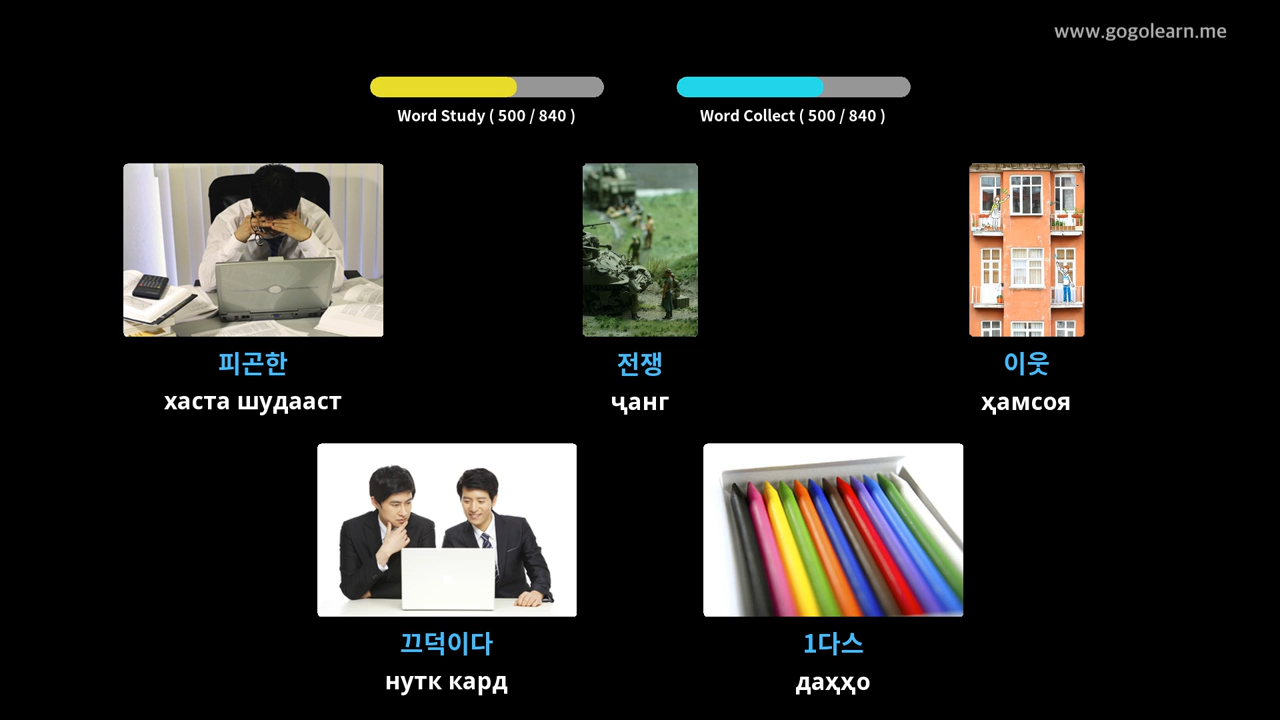 www.gogolearn.me
Word Study ( 500 / 840 )
Word Collect ( 500 / 840 )
피곤한
хаста шудааст
전쟁
ҷанг
이웃
ҳамсоя
끄덕이다
нутк кард
1다스
даҳҳо